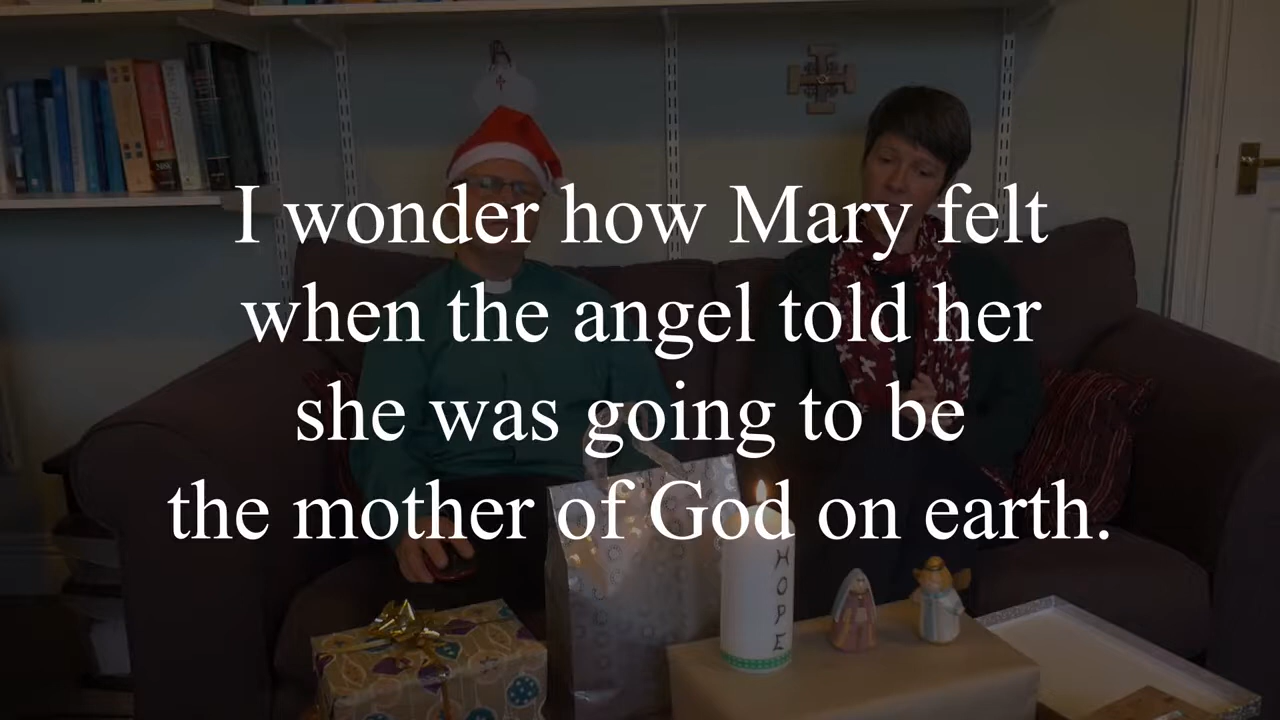 I wonder how Mary felt
when the angel told her
she was going to be
the mother of God on earth.
HOPE